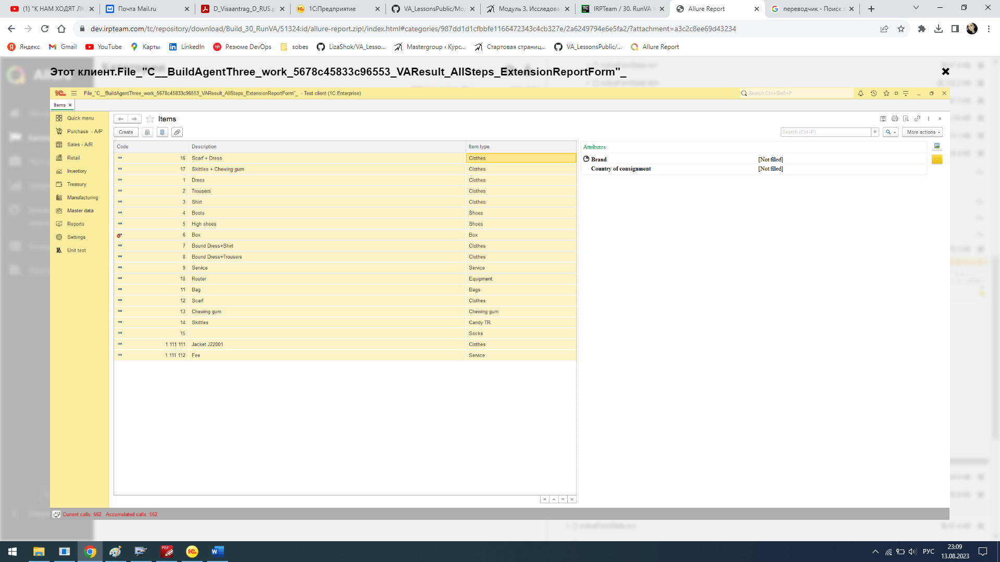 (1) "К НАМ ХОДЯТ ЛЮ
Почта Mail.ru
D_Visaantrag_D_RUS.p
1С:Предприятие
VA_LessonsPublic/Мо
Модуль 3. Исследова
IRPTeam / 30. RunVA
Allure Report
переводчик - Поиск
dev.irpteam.com/tc/repository/download/Build_30_RunVA/51324:id/allure-report.zip!/index.html#categories/987dd1d1cfbbfe1166472343c4cb327e/2a6249794e6e5fa2/?attachment=a3c2c8ee69d43234
Яндекс
Gmail
YouTube
Карты
LinkedIn
Резюме DevOps
sobes
LizaShok/VA_Lesso...
Mastergroup ‹ Курс...
Стартовая страниц...
VA_LessonsPublic/...
Allure Report
Этот клиент.File_"C__BuildAgentThree_work_5678c45833c96553_VAResult_AllSteps_ExtensionReportForm"_
File_"C__BuildAgentThree_work_5678c45833c96553_VAResult_AllSteps_ExtensionReportForm"_ - Test client (1C:Enterprise)
Search Ctrl+Shift+F
CI
Items
Quick menu
Purchase - A/P
Sales - A/R
Retail
Inventory
Treasury
Manufacturing
Master data
Reports
Settings
Unit test
Items
Create
Search (Ctrl+F)
More actions
Code Description Item type
16 Scarf + Dress Clothes
17 Skittles + Chewing gum Clothes
1 Dress Clothes
2 Trousers Clothes
3 Shirt Clothes
4 Boots Shoes
5 High shoes Shoes
6 Box Box
7 Bound Dress+Shirt Clothes
8 Bound Dress+Trousers Clothes
9 Service Service
10 Router Equipment
11 Bag Bags
12 Scarf Clothes
13 Chewing gum Chewing gum
14 Skittles Candy TR
15 Socks
1 111 111 Jacket J22001 Clothes
1 111 112 Fee Service
Attributes
Brand [Not filled]
Country of consignment [Not filled]
Current calls: 562 Accumulated calls: 562
РУС
23:09
13.08.2023